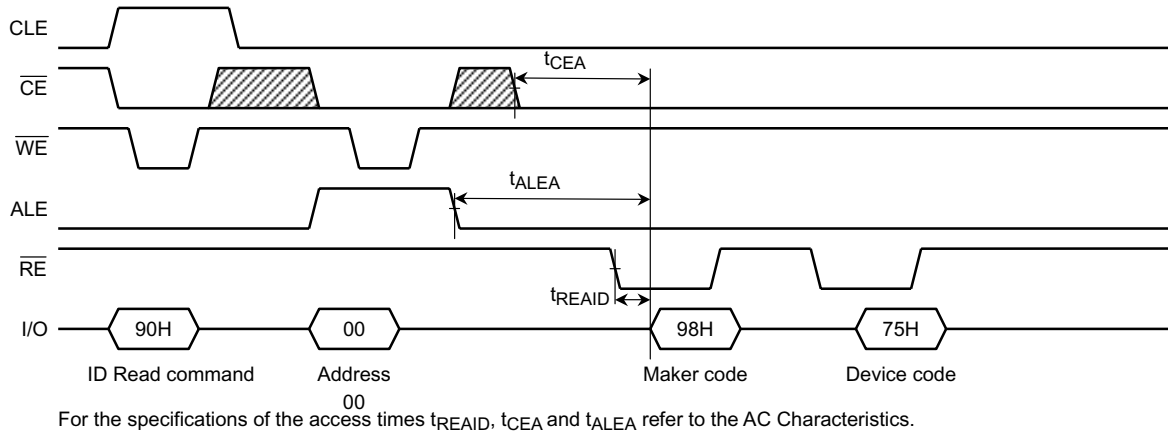 CLE
CE
tCEA
WE
ALE
tALEA
RE
tREAID
I/O
90H
00
98H
75H
ID Read command
Address
00
Maker code
Device code
For the specifications of the access times tREAID, tCEA and tALEA refer to the AC Characteristics.